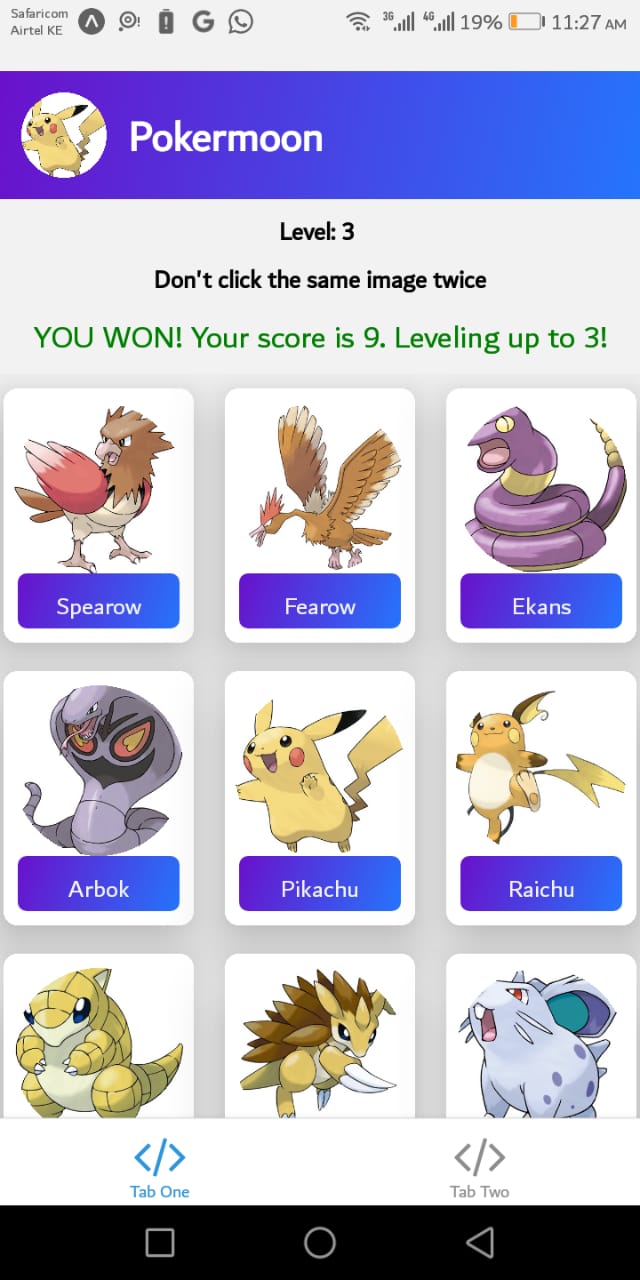 Safaricom
Airtel KE
3G 4G 19% 11:27 AM
Pokermoon
Level: 3
Don't click the same image twice
YOU WON! Your score is 9. Leveling up to 3!
Spearow Fearow Ekans
Arbok Pikachu Raichu
Tab One Tab Two